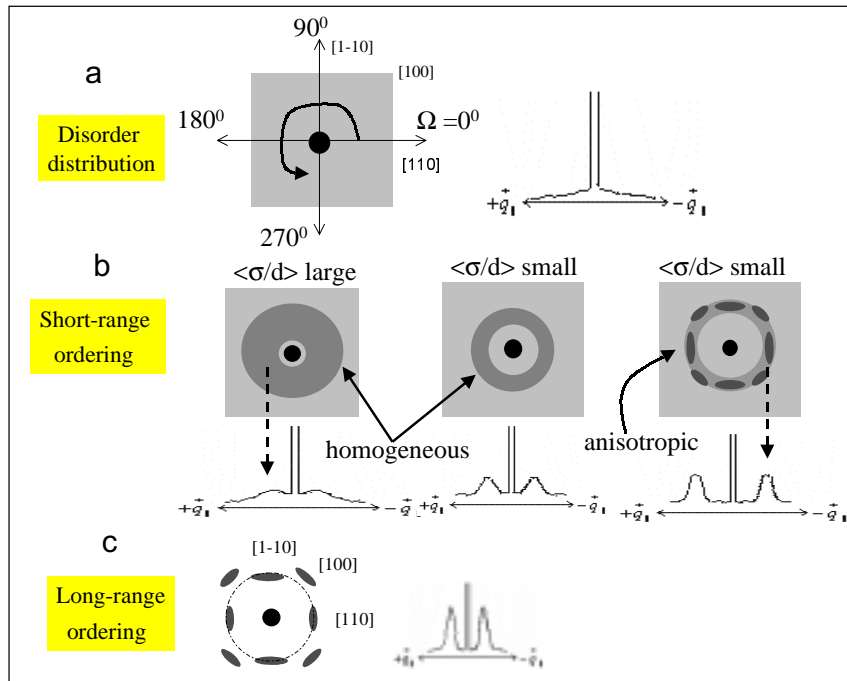 a
90⁰
[1-10]
[100]
Disorder
distribution
180⁰
Ω =0⁰
[110]
270⁰
+q⃗∥
−q⃗∥
b
<σ/d> large
<σ/d> small
<σ/d> small
Short-range
ordering
homogeneous
anisotropic
+q⃗∥
−q⃗
+q⃗∥
−q⃗∥
+q⃗∥
−q⃗∥
c
[1-10]
[100]
Long-range
ordering
[110]
+q⃗∥
−q⃗∥